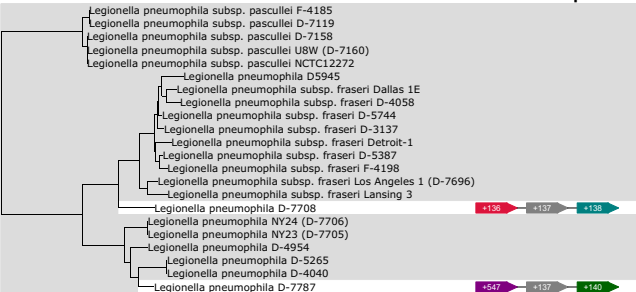 Legionella pneumophila subsp. pascullei F-4185
Legionella pneumophila subsp. pascullei D-7119
Legionella pneumophila subsp. pascullei D-7158
Legionella pneumophila subsp. pascullei U8W (D-7160)
Legionella pneumophila subsp. pascullei NCTC12272
Legionella pneumophila D5945
Legionella pneumophila subsp. fraseri Dallas 1E
Legionella pneumophila subsp. fraseri D-4058
Legionella pneumophila subsp. fraseri D-5744
Legionella pneumophila subsp. fraseri D-3137
Legionella pneumophila subsp. fraseri Detroit-1
Legionella pneumophila subsp. fraseri D-5387
Legionella pneumophila subsp. fraseri F-4198
Legionella pneumophila subsp. fraseri Los Angeles 1 (D-7696)
Legionella pneumophila subsp. fraseri Lansing 3
Legionella pneumophila D-7708 +136 +137 +138
Legionella pneumophila NY24 (D-7706)
Legionella pneumophila NY23 (D-7705)
Legionella pneumophila D-4954
Legionella pneumophila D-5265
Legionella pneumophila D-4040
Legionella pneumophila D-7787 +547 +137 +140